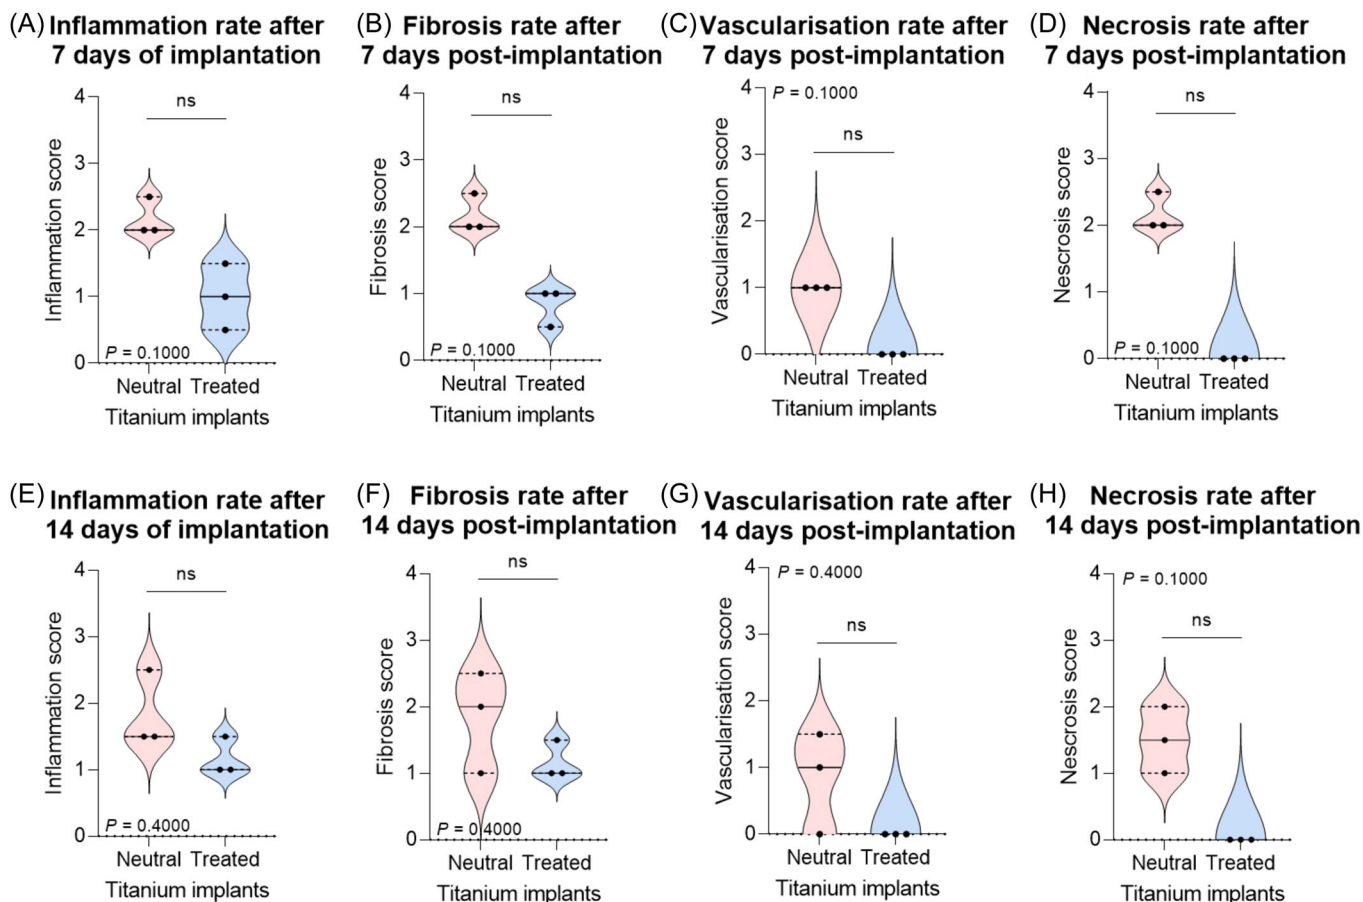 (A) Inflammation rate after
7 days of implantation
4
3
2
1
0
Inflammation score
ns
P = 0.1000
Neutral Treated
Titanium implants
(B) Fibrosis rate after
7 days post-implantation
4
3
2
1
0
Fibrosis score
ns
P = 0.1000
Neutral Treated
Titanium implants
(C) Vascularisation rate after
7 days post-implantation
4
3
2
1
0
Vascularisation score
P = 0.1000
ns
Neutral Treated
Titanium implants
(D) Necrosis rate after
7 days post-implantation
4
3
2
1
0
Nescrosis score
ns
P = 0.1000
Neutral Treated
Titanium implants
(E) Inflammation rate after
14 days of implantation
4
3
2
1
0
Inflammation score
ns
P = 0.4000
Neutral Treated
Titanium implants
(F) Fibrosis rate after
14 days post-implantation
4
3
2
1
0
Fibrosis score
ns
P = 0.4000
Neutral Treated
Titanium implants
(G) Vascularisation rate after
14 days post-implantation
4
3
2
1
0
Vascularisation score
P = 0.4000
ns
Neutral Treated
Titanium implants
(H) Necrosis rate after
14 days post-implantation
4
3
2
1
0
Nescrosis score
P = 0.1000
ns
Neutral Treated
Titanium implants